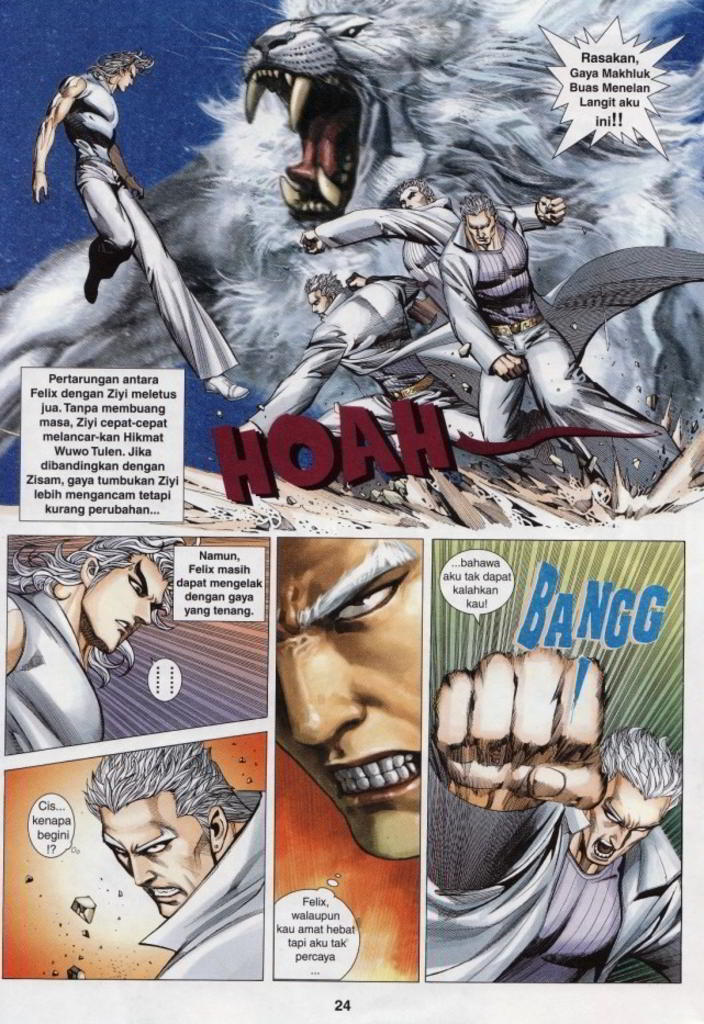 Rasakan,
Gaya Makhluk
Buas Menelan
Langit aku
ini!!
Pertarungan antara
Felix dengan Ziyi meletus
jua. Tanpa membuang
masa, Ziyi cepat-cepat
melancar-kan Hikmat
Wuwo Tulen. Jika
dibandingkan dengan
Zisam, gaya tumbukan Ziyi
lebih mengancam tetapi
kurang perubahan...
HOAH
Namun,
Felix masih
dapat mengelak
dengan gaya
yang tenang.
......
Cis...
kenapa
begini
!?
Felix,
walaupun
kau amat hebat
tapi aku tak
percaya
...
...bahawa
aku tak dapat
kalahkan
kau!
BANGG
!
24